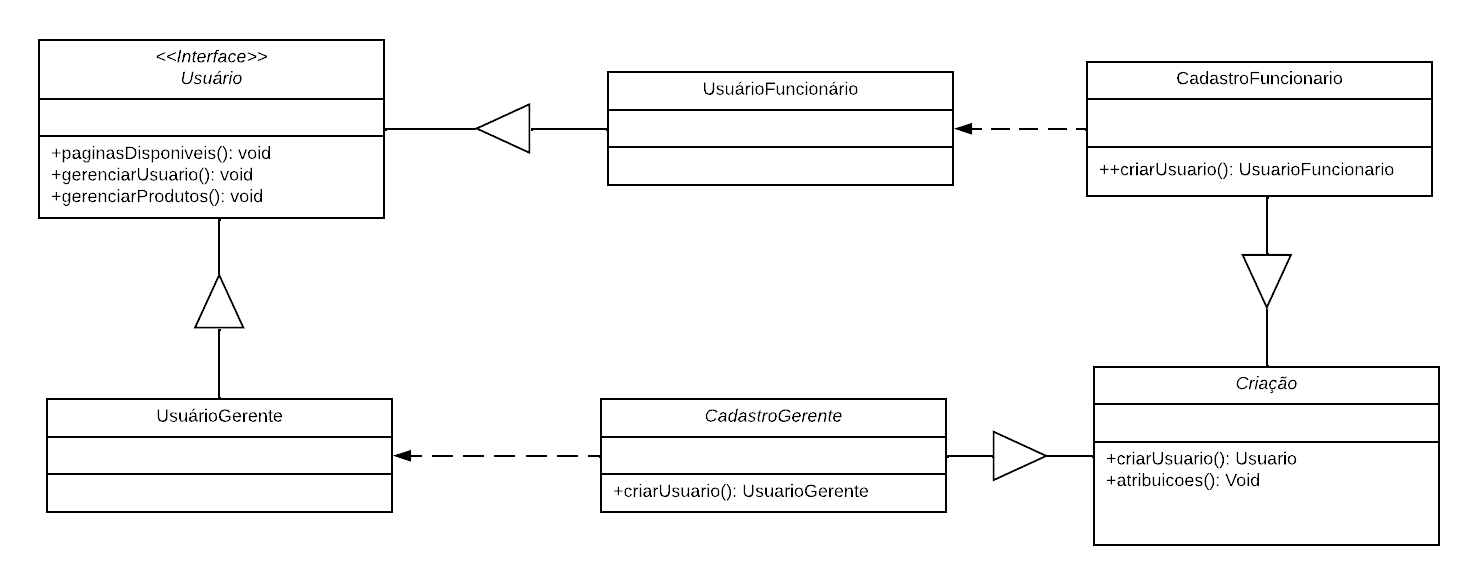 <<Interface>>
Usuário
+paginasDisponiveis(): void
+gerenciarUsuario(): void
+gerenciarProdutos(): void
UsuárioFuncionário
CadastroFuncionario
++criarUsuario(): UsuarioFuncionario
UsuárioGerente
CadastroGerente
+criarUsuario(): UsuarioGerente
Criação
+criarUsuario(): Usuario
+atribuicoes(): Void